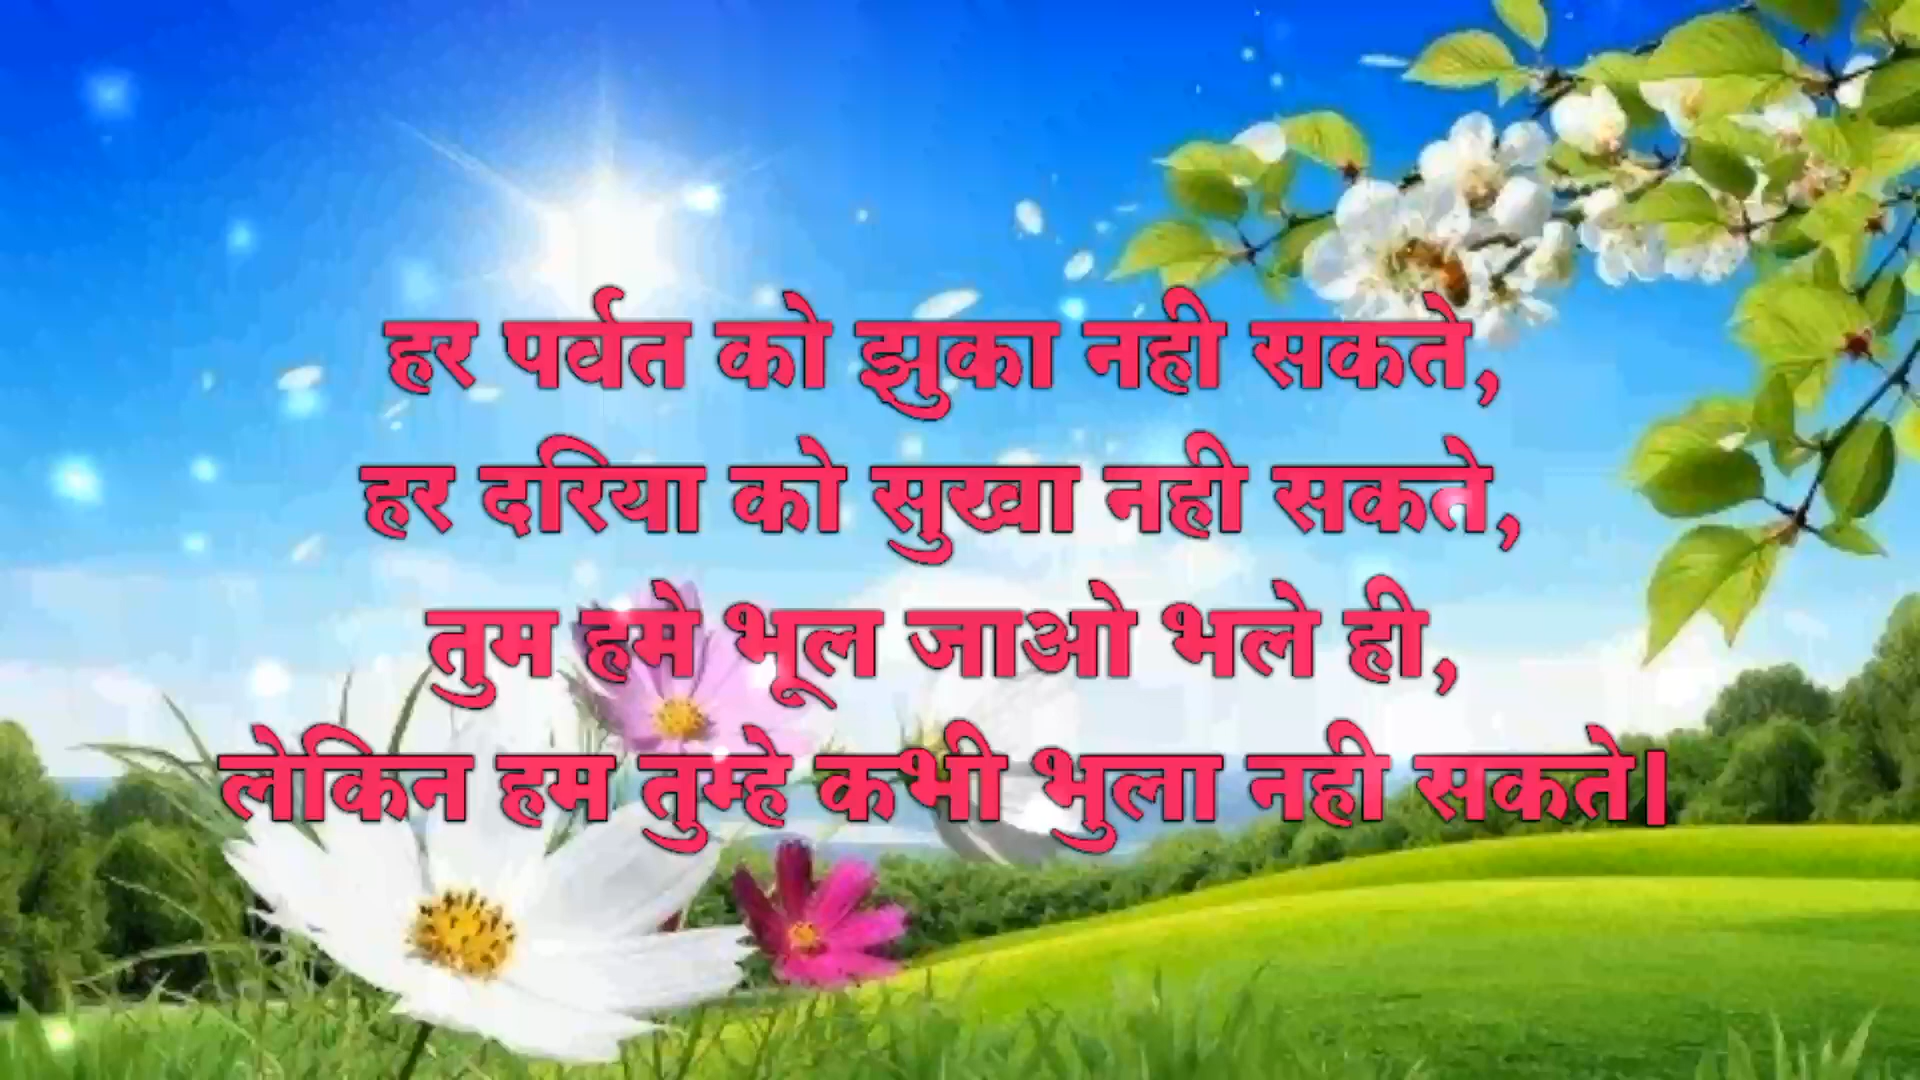 हर पर्वत को झुका नही सकते,
हर दरिया को सुखा नही सकते,
तुम हमे भूल जाओ भले ही,
लेकिन हम तुम्हे कभी भुला नही सकते।